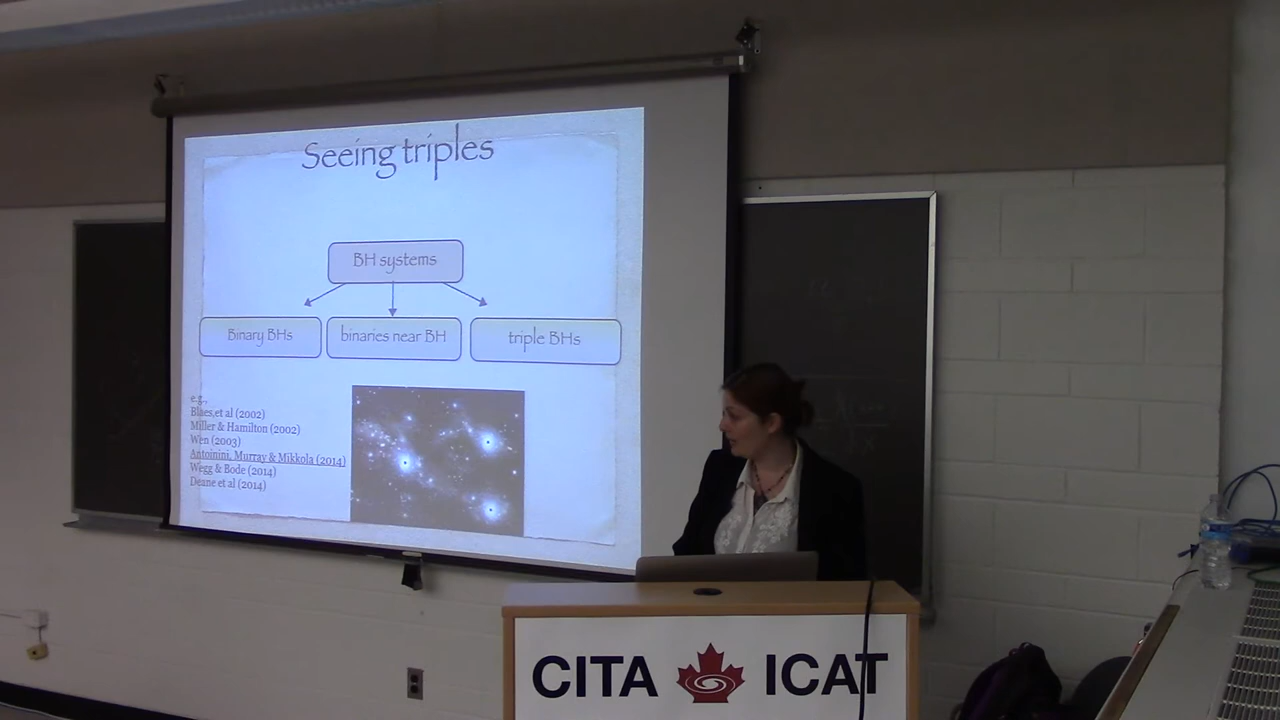 Seeing triples
BH systems
Binary BHs
binaries near BH
triple BHs
e.g.,
Blaes,et al (2002)
Miller & Hamilton (2002)
Wen (2003)
Antoinini, Murray & Mikkola (2014)
Wegg & Bode (2014)
Deane et al (2014)
CITA ICAT